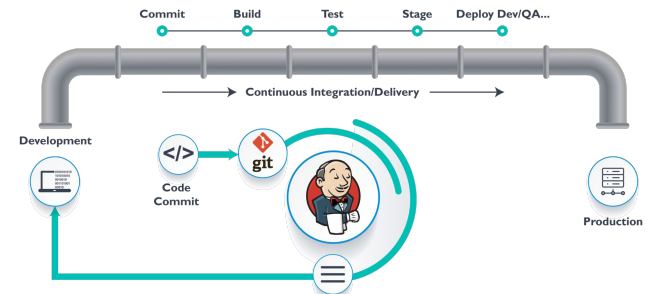 Commit
Build
Test
Stage
Deploy Dev/QA...
Continuous Integration/Delivery
Development
</>
git
Code
Commit
Production